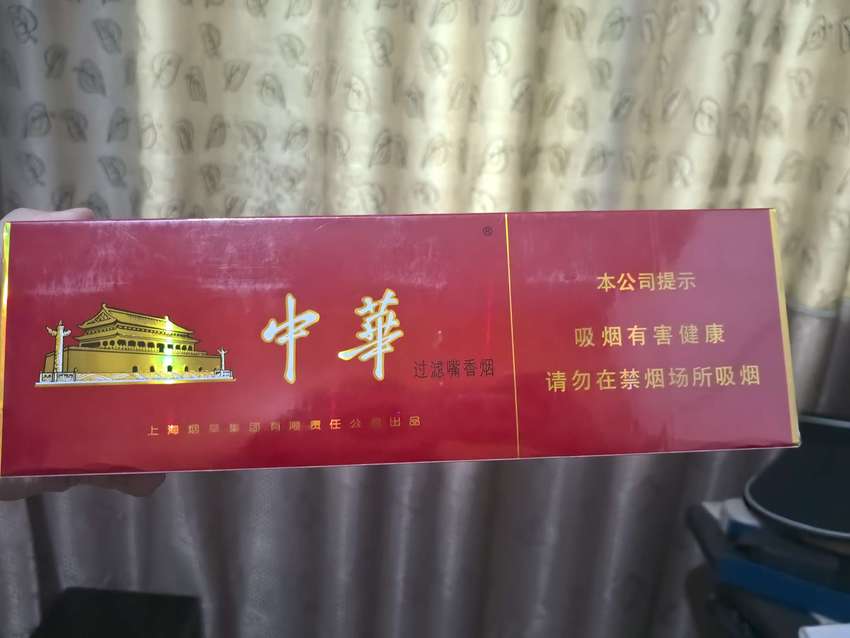 ®
中華
过滤嘴香烟
上海烟草集团有限责任公司出品
本公司提示
吸烟有害健康
请勿在禁烟场所吸烟